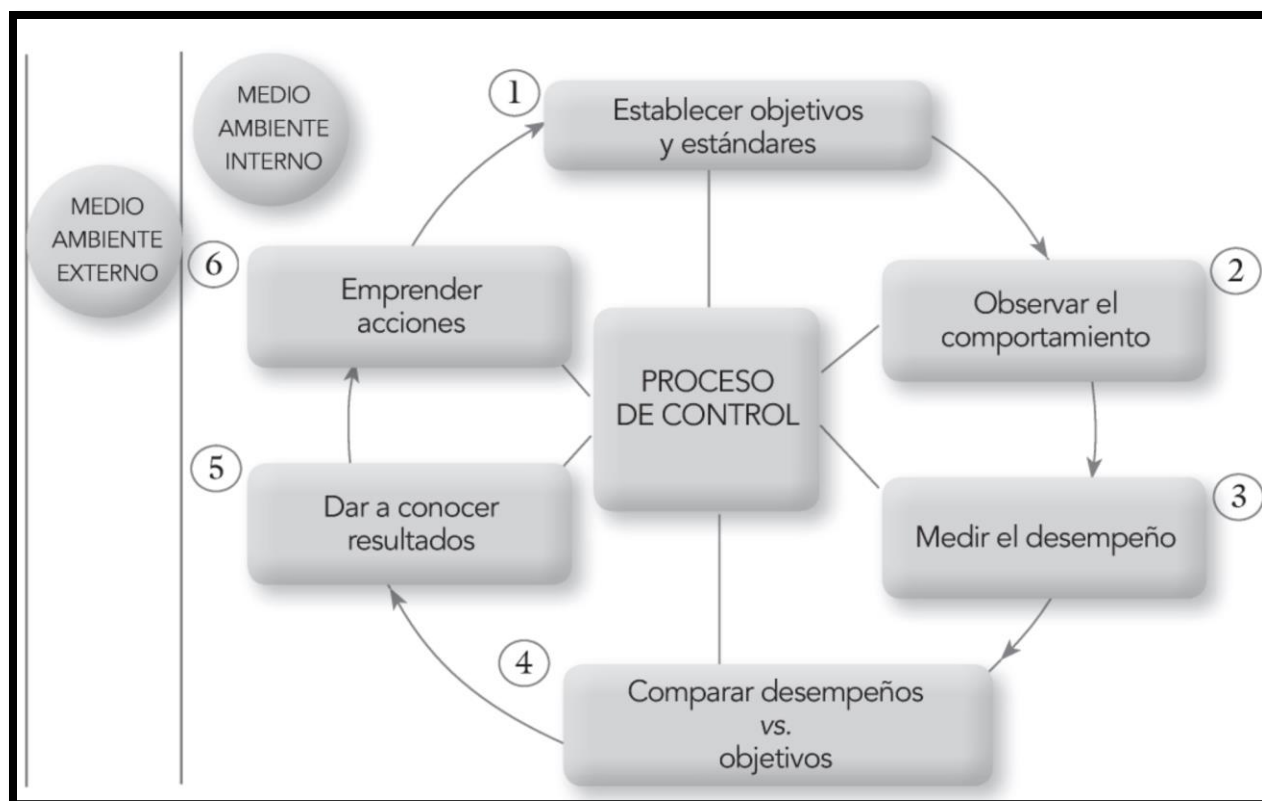 MEDIO
AMBIENTE
INTERNO
MEDIO
AMBIENTE
EXTERNO
1
Establecer objetivos
y estándares
2
Observar el
comportamiento
3
Medir el desempeño
4
Comparar desempeños
vs.
objetivos
5
Dar a conocer
resultados
6
Emprender
acciones
PROCESO
DE CONTROL